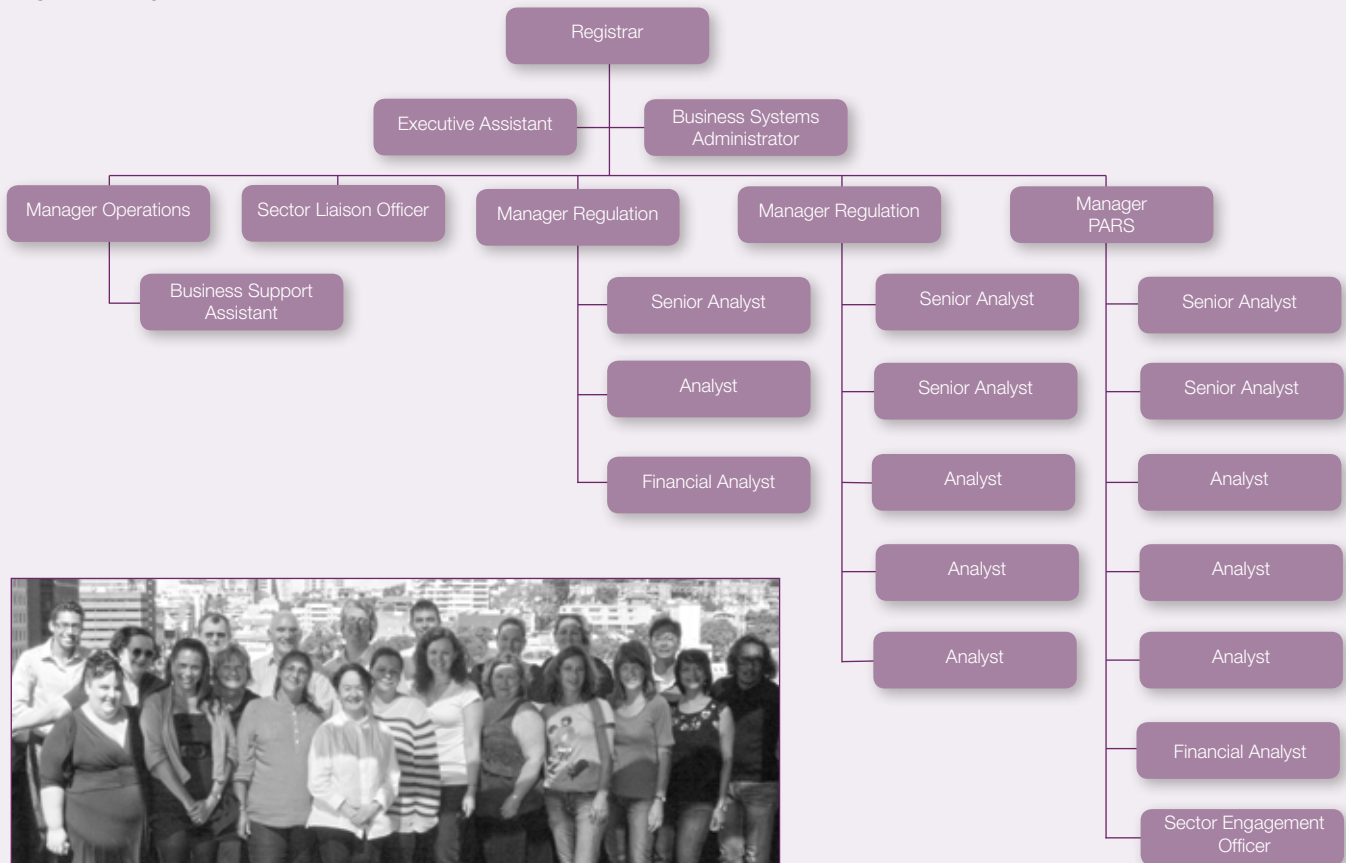 Registrar
Executive Assistant
Business Systems
Administrator
Manager Operations
Sector Liaison Officer
Manager Regulation
Manager Regulation
Manager
PARS
Business Support
Assistant
Senior Analyst
Analyst
Financial Analyst
Senior Analyst
Senior Analyst
Analyst
Analyst
Analyst
Senior Analyst
Senior Analyst
Analyst
Analyst
Analyst
Financial Analyst
Sector Engagement
Officer